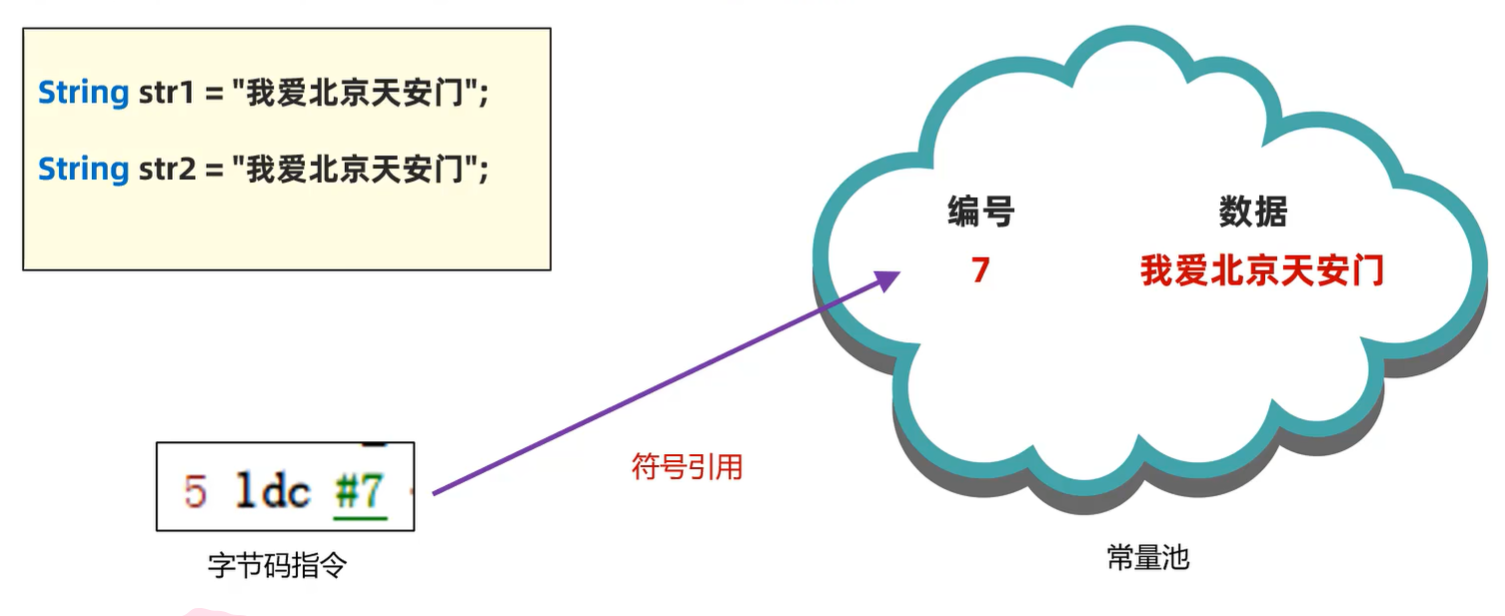 String str1 = "我爱北京天安门";
String str2 = "我爱北京天安门";
编号 数据
7 我爱北京天安门
符号引用
5 ldc #7
字节码指令
常量池